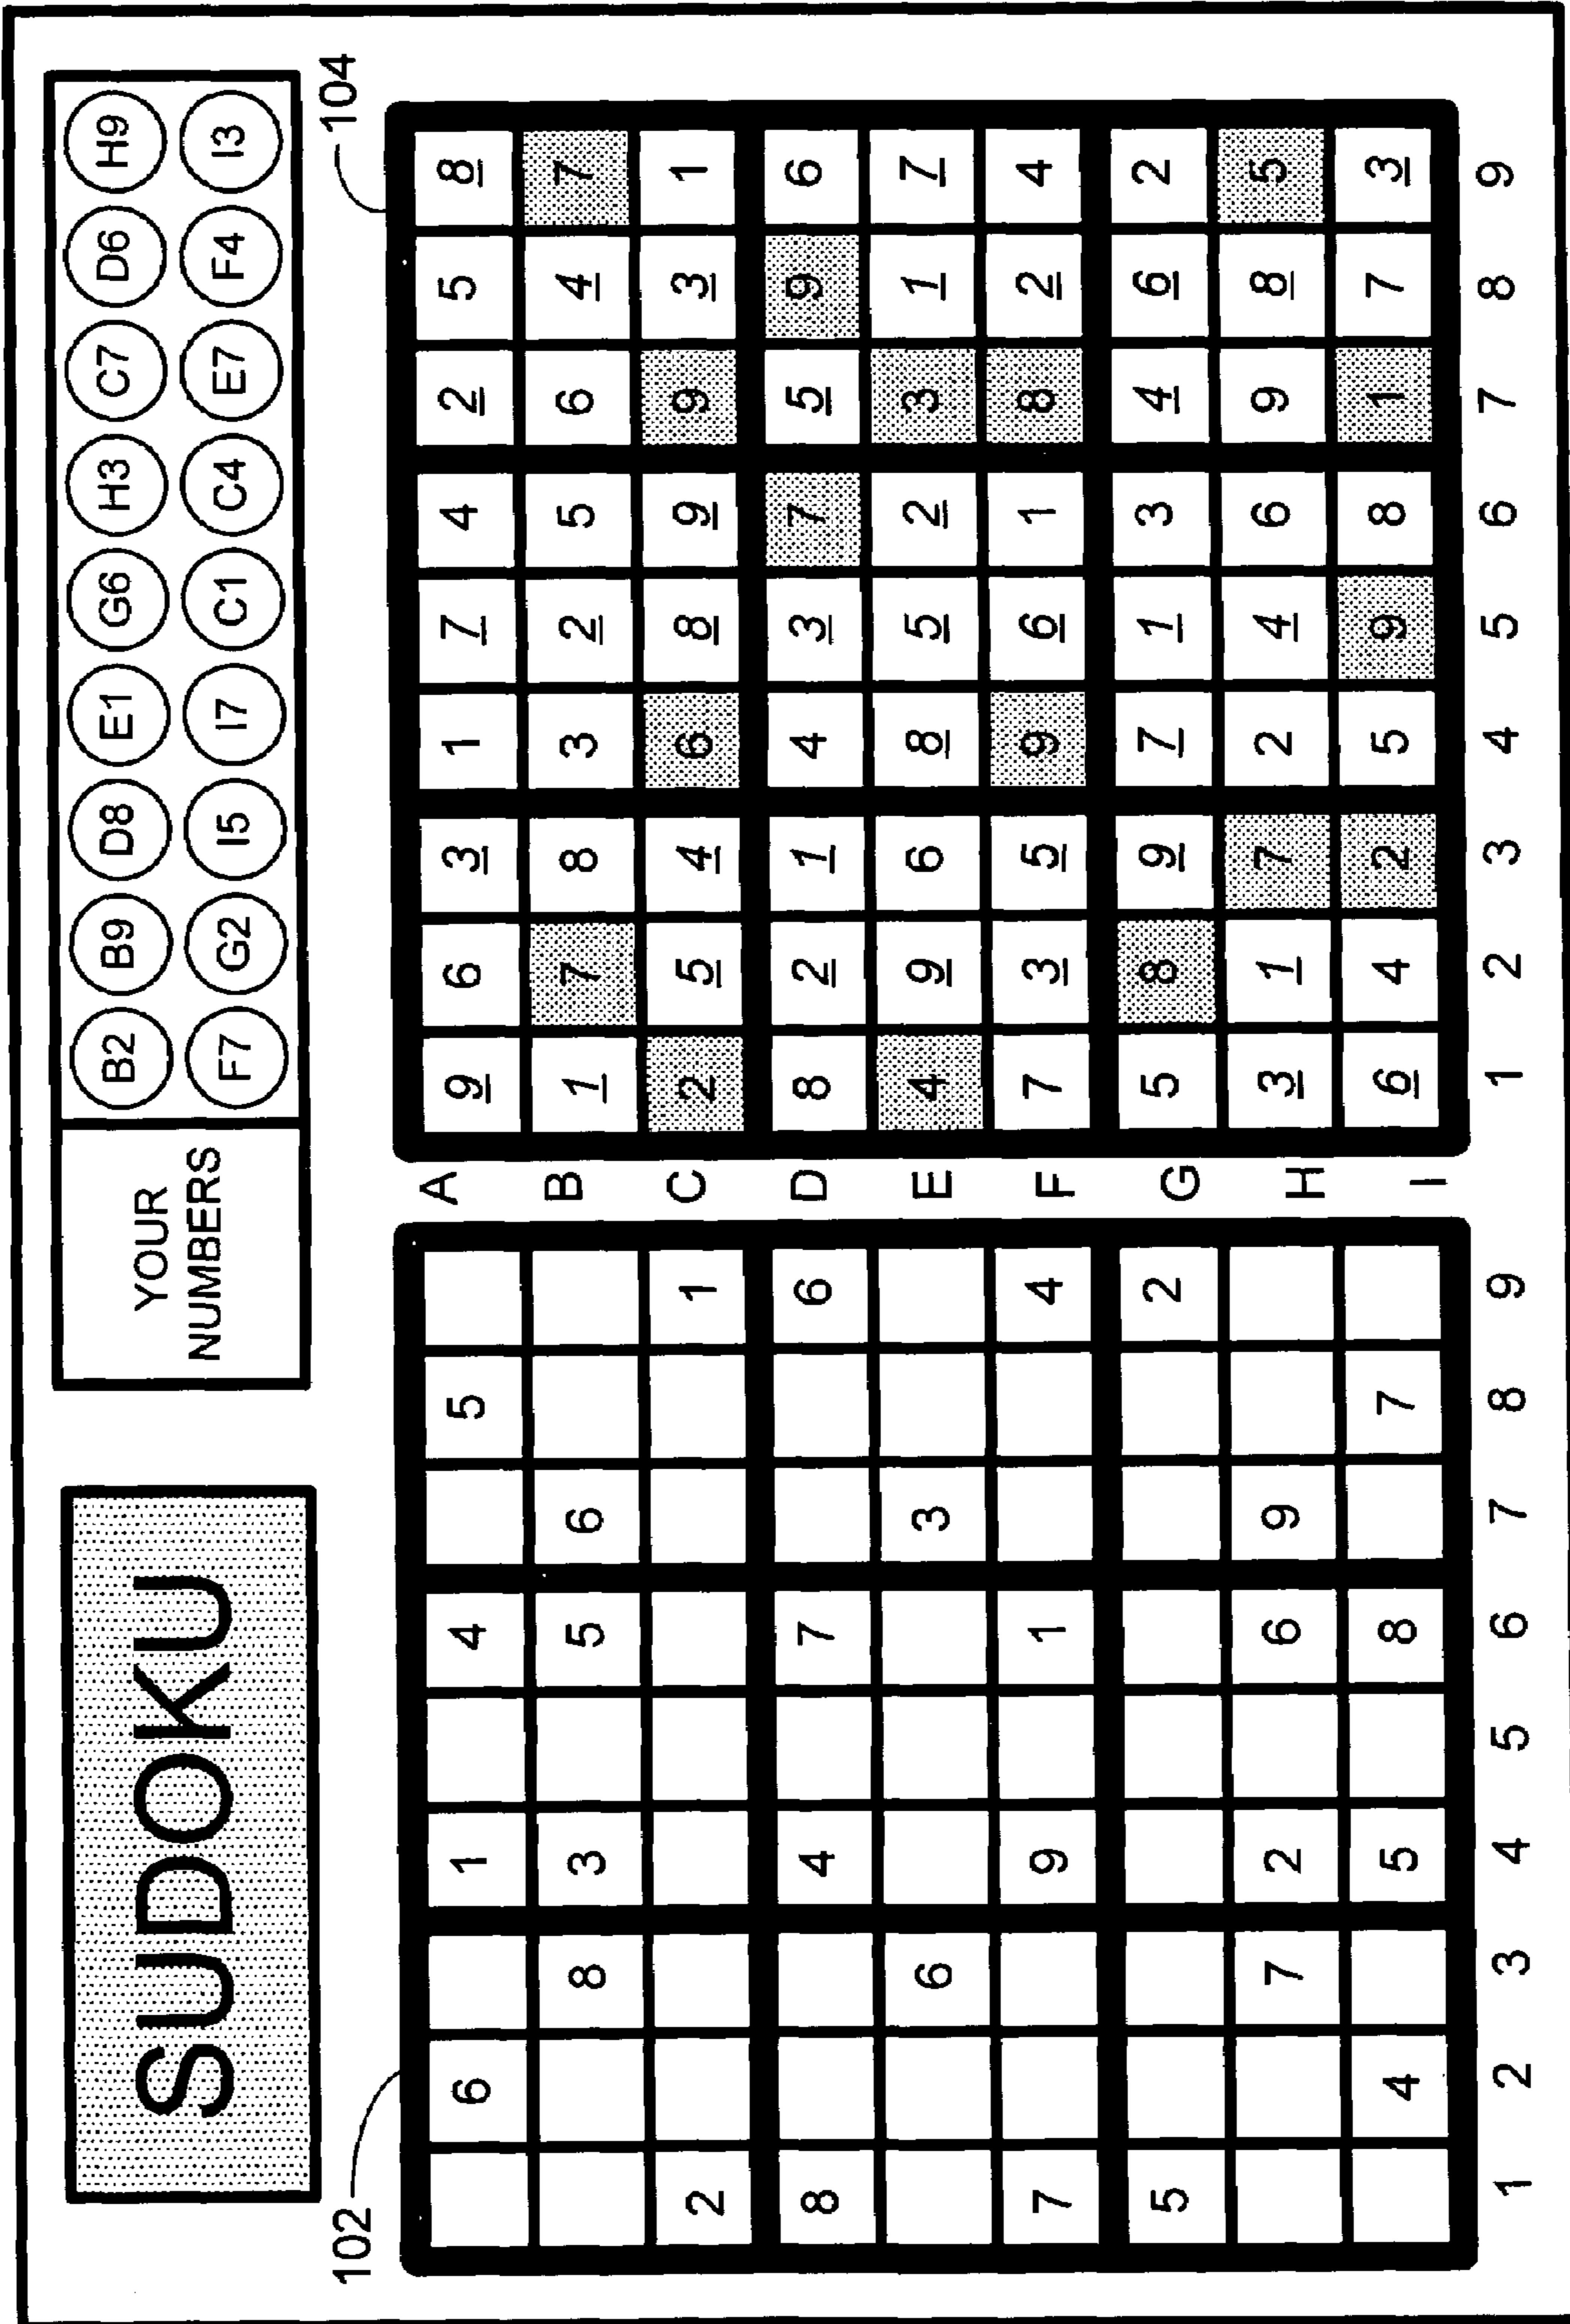 SUDOKU
YOUR
NUMBERS
B2 B9 D8 E1 G6 H3 C7 D6 H9
F7 G2 I5 I7 C1 C4 E7 F4 I3
102
104
6 1 4 5 A 9 6 3 1 7 4 2 5 8
8 3 5 6 B 1 7 8 3 2 5 6 4 7
2 1 C 2 5 4 6 8 9 9 3 1
8 4 7 6 D 8 2 1 4 3 7 5 9 6
6 3 E 4 9 6 8 5 2 3 1 7
7 9 1 4 F 7 3 5 9 6 1 8 2 4
5 2 G 5 8 9 7 1 3 4 6 2
7 2 6 9 H 3 1 7 2 4 6 9 8 5
4 5 8 7 I 6 4 2 5 9 8 1 7 3
1 2 3 4 5 6 7 8 9 1 2 3 4 5 6 7 8 9